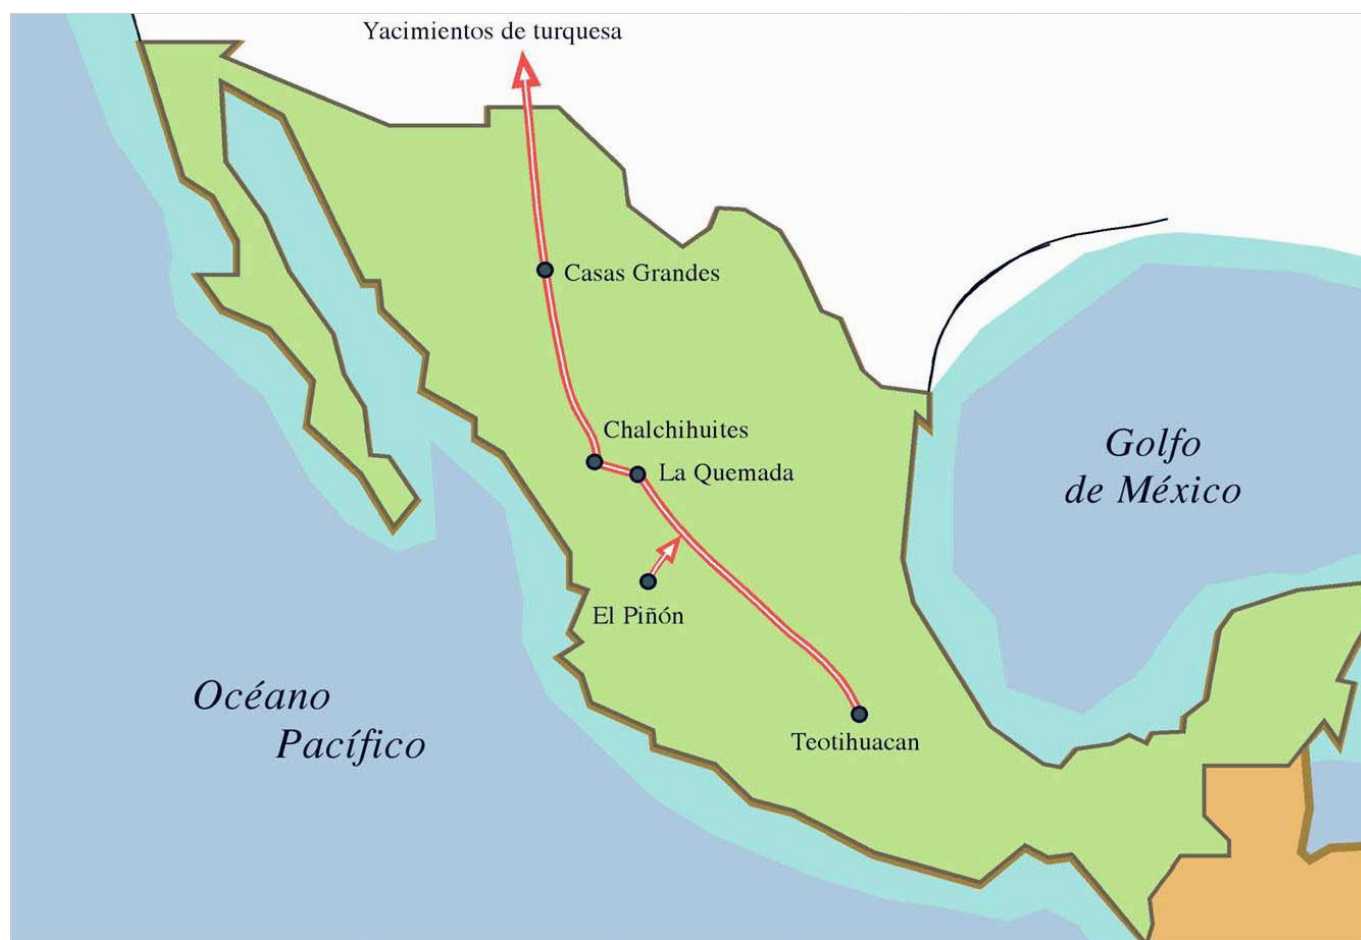 Yacimientos de turquesa
Casas Grandes
Chalchihuites
La Quemada
Golfo
de México
El Piñón
Océano
Pacífico
Teotihuacan